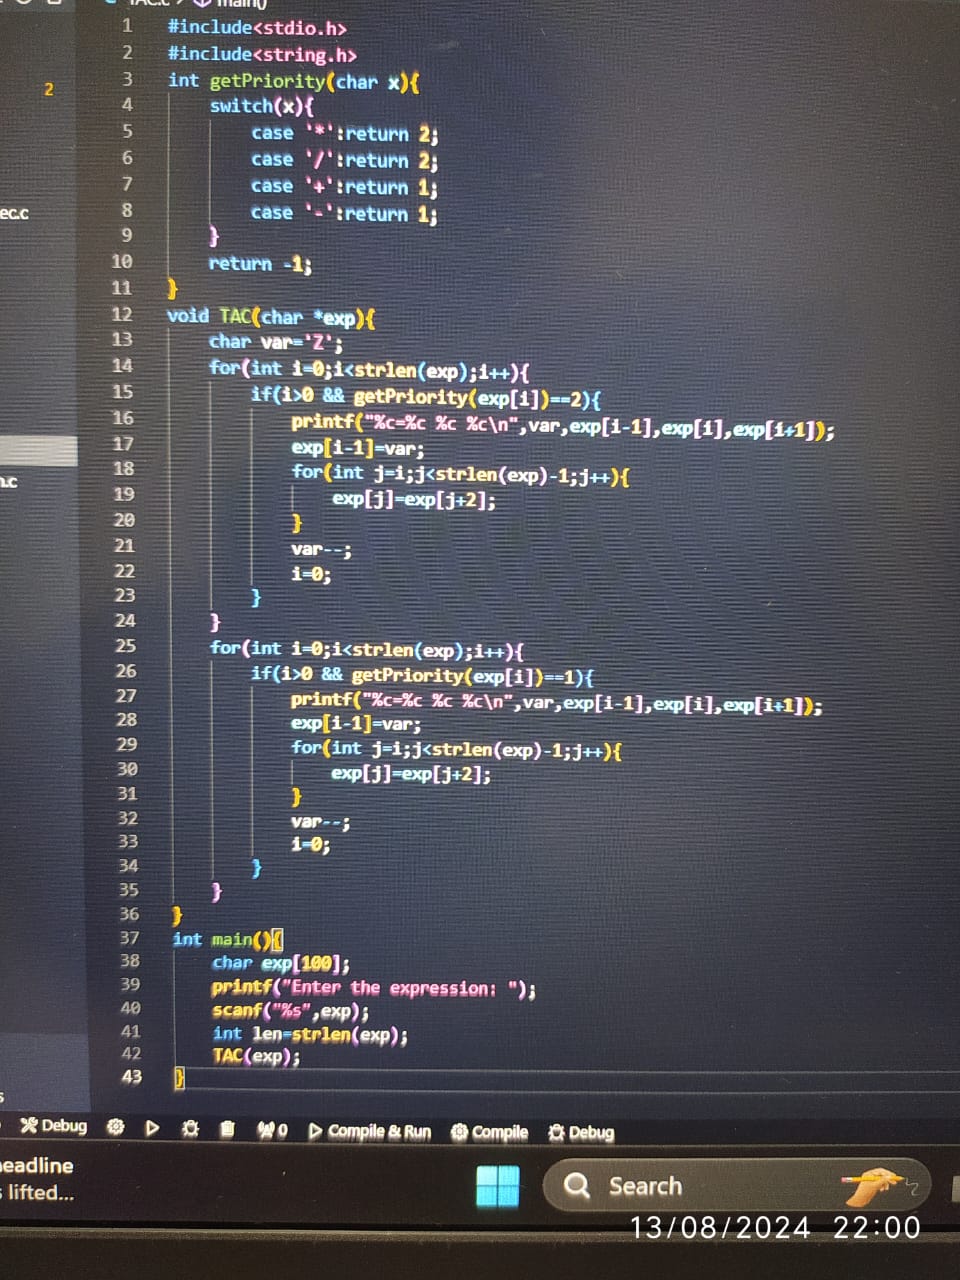 TAC.c > main()
1 #include<stdio.h>
2 #include<string.h>
3 int getPriority(char x){
4 switch(x){
5 case '*':return 2;
6 case '/':return 2;
7 case '+':return 1;
8 case '-':return 1;
9 }
10 return -1;
11 }
12 void TAC(char *exp){
13 char var='Z';
14 for(int i=0;i<strlen(exp);i++){
15 if(i>0 && getPriority(exp[i])==2){
16 printf("%c=%c %c %c\n",var,exp[i-1],exp[i],exp[i+1]);
17 exp[i-1]=var;
18 for(int j=i;j<strlen(exp)-1;j++){
19 exp[j]=exp[j+2];
20 }
21 var--;
22 i=0;
23 }
24 }
25 for(int i=0;i<strlen(exp);i++){
26 if(i>0 && getPriority(exp[i])==1){
27 printf("%c=%c %c %c\n",var,exp[i-1],exp[i],exp[i+1]);
28 exp[i-1]=var;
29 for(int j=i;j<strlen(exp)-1;j++){
30 exp[j]=exp[j+2];
31 }
32 var--;
33 i=0;
34 }
35 }
36 }
37 int main(){
38 char exp[100];
39 printf("Enter the expression: ");
40 scanf("%s",exp);
41 int len=strlen(exp);
42 TAC(exp);
43 }
2
ec.c
n.c
s
Debug 0 Compile & Run Compile Debug
eadline
s lifted...
Search
13/08/2024 22:00